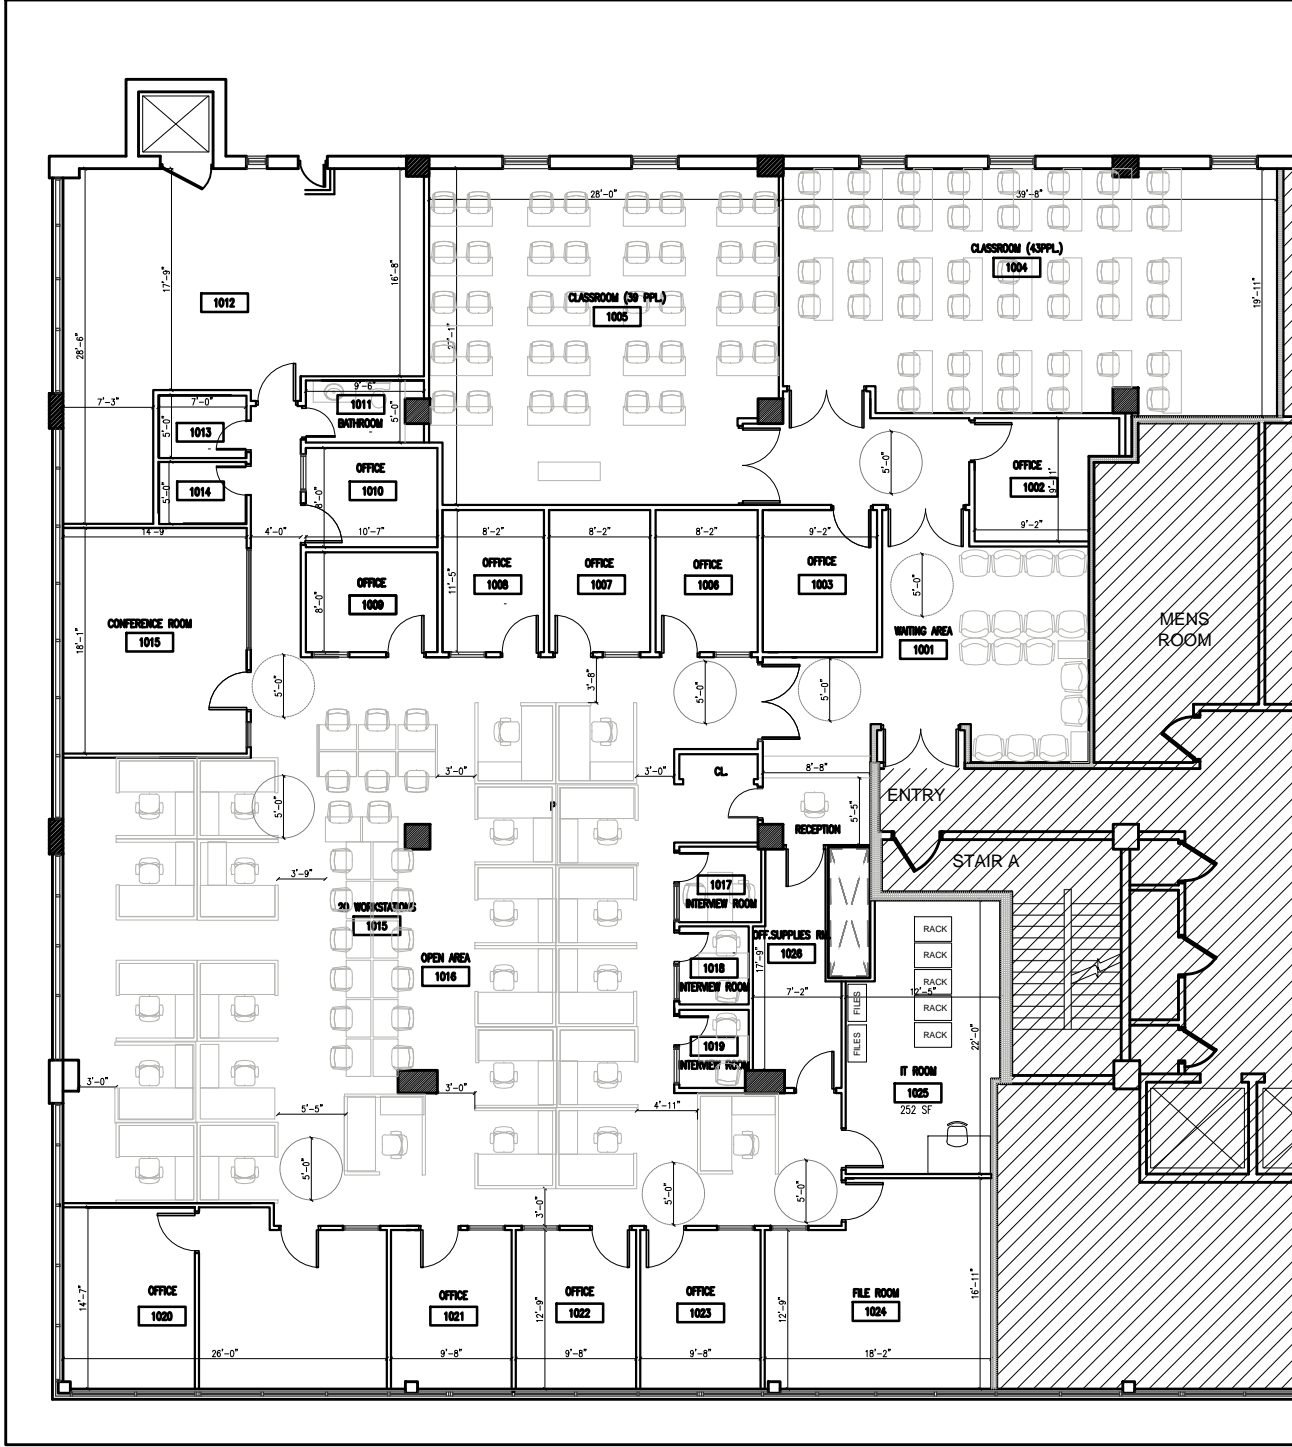 28'-0"
39'-8"
CLASSROOM (43PPL.)
1004
17'-9"
16'-8"
19'-11"
1012
CLASSROOM (39 PPL.)
1005
28'-6"
9'-6"
7'-3"
7'-0"
1011
5'-0"
BATHROOM
5'-0"
1013
5'-0"
OFFICE
1010
8'-0"
1014
5'-0"
OFFICE
1002
9'-11"
14'-9
4'-0"
10'-7"
8'-2"
8'-2"
8'-2"
9'-2"
9'-2"
OFFICE
1009
8'-0"
11'-5"
OFFICE
1008
OFFICE
1007
OFFICE
1006
OFFICE
1003
5'-0"
CONFERENCE ROOM
1015
18'-1"
WAITING AREA
1001
MENS
ROOM
5'-0"
3'-8"
5'-0"
5'-0"
3'-0"
3'-0"
CL.
8'-8"
5'-0"
P
5'-5"
ENTRY
RECEPTION
STAIR A
3'-9"
1017
INTERVIEW ROOM
20 WORKSTATIONS
1015
OFF.SUPPLIES RM.
1026
17'-9"
RACK
RACK
RACK
RACK
RACK
OPEN AREA
1016
1018
INTERVIEW ROOM
7'-2"
12'-5"
FILES
FILES
22'-0"
1019
INTERVIEW ROOM
IT ROOM
1025
252 SF
3'-0"
3'-0"
5'-5"
4'-11"
5'-0"
5'-0"
5'-0"
3'-0"
14'-7"
OFFICE
1020
OFFICE
1021
12'-9"
OFFICE
1022
OFFICE
1023
12'-9"
FILE ROOM
1024
16'-11"
26'-0"
9'-8"
9'-8"
9'-8"
18'-2"